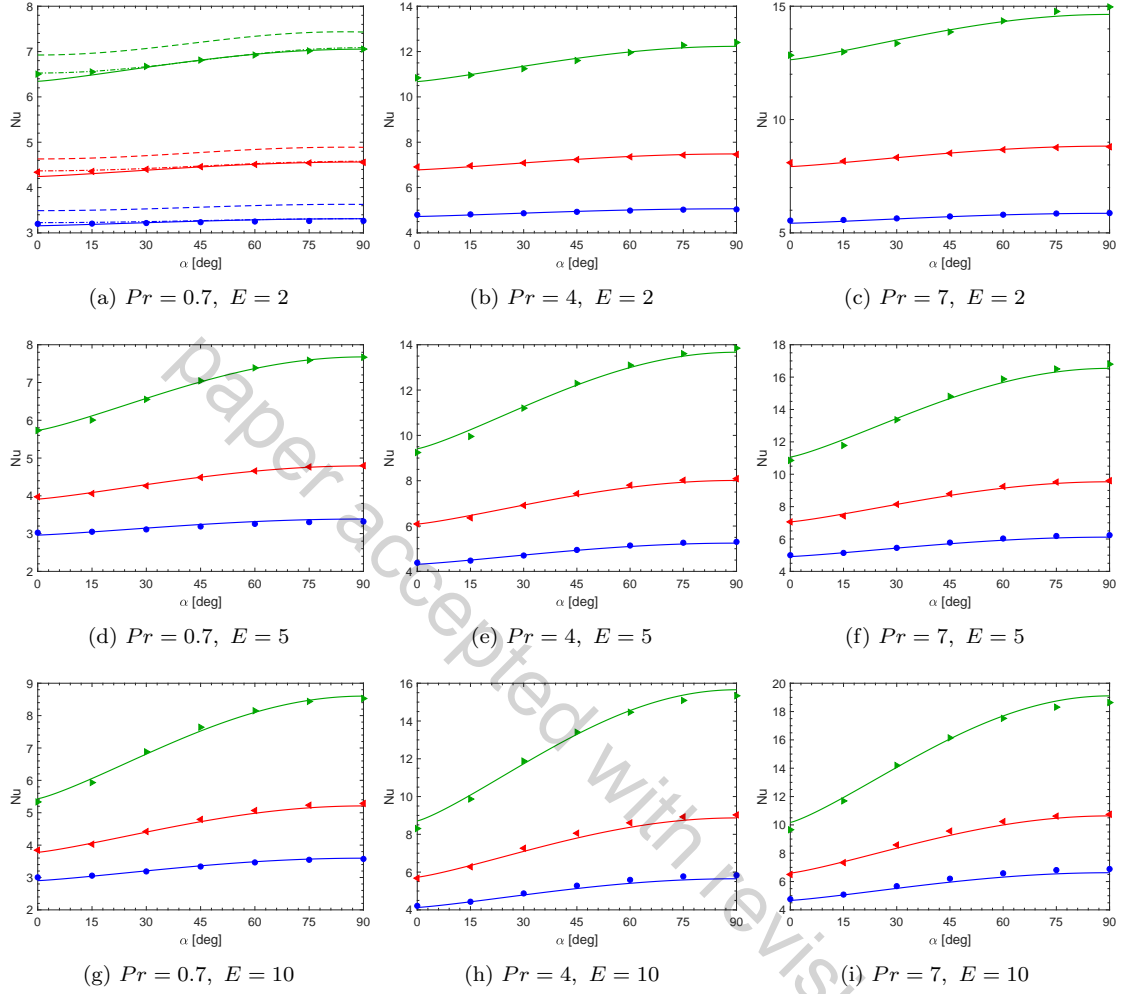 8
7
6
5
4
3
Nu
0 15 30 45 60 75 90
α [deg]
(a) Pr = 0.7, E = 2
14
12
10
8
6
4
Nu
0 15 30 45 60 75 90
α [deg]
(b) Pr = 4, E = 2
15
10
5
Nu
0 15 30 45 60 75 90
α [deg]
(c) Pr = 7, E = 2
8
7
6
5
4
3
2
Nu
0 15 30 45 60 75 90
α [deg]
(d) Pr = 0.7, E = 5
14
12
10
8
6
4
Nu
0 15 30 45 60 75 90
α [deg]
(e) Pr = 4, E = 5
18
16
14
12
10
8
6
4
Nu
0 15 30 45 60 75 90
α [deg]
(f) Pr = 7, E = 5
9
8
7
6
5
4
3
2
Nu
0 15 30 45 60 75 90
α [deg]
(g) Pr = 0.7, E = 10
16
14
12
10
8
6
4
Nu
0 15 30 45 60 75 90
α [deg]
(h) Pr = 4, E = 10
20
18
16
14
12
10
8
6
4
Nu
0 15 30 45 60 75 90
α [deg]
(i) Pr = 7, E = 10
paper accepted with revisi